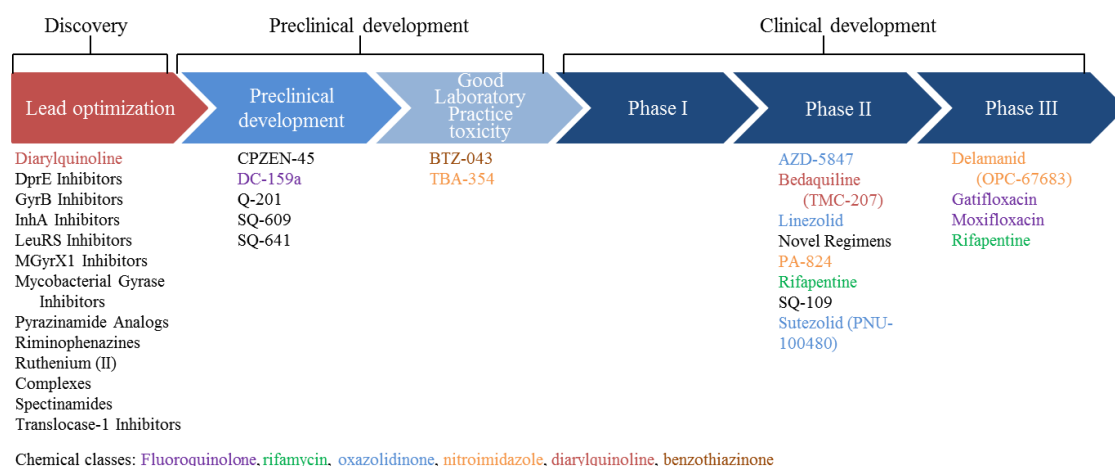 Discovery
Preclinical development
Clinical development
Lead optimization
Preclinical
development
Good
Laboratory
Practice
toxicity
Phase I
Phase II
Phase III
Diarylquinoline
DprE Inhibitors
GyrB Inhibitors
InhA Inhibitors
LeuRS Inhibitors
MGyrX1 Inhibitors
Mycobacterial Gyrase
Inhibitors
Pyrazinamide Analogs
Riminophenazines
Ruthenium (II)
Complexes
Spectinamides
Translocase-1 Inhibitors
CPZEN-45
DC-159a
Q-201
SQ-609
SQ-641
BTZ-043
TBA-354
AZD-5847
Bedaquiline
(TMC-207)
Linezolid
Novel Regimens
PA-824
Rifapentine
SQ-109
Sutezolid (PNU-
100480)
Delamanid
(OPC-67683)
Gatifloxacin
Moxifloxacin
Rifapentine
Chemical classes: Fluoroquinolone, rifamycin, oxazolidinone, nitroimidazole, diarylquinoline, benzothiazinone